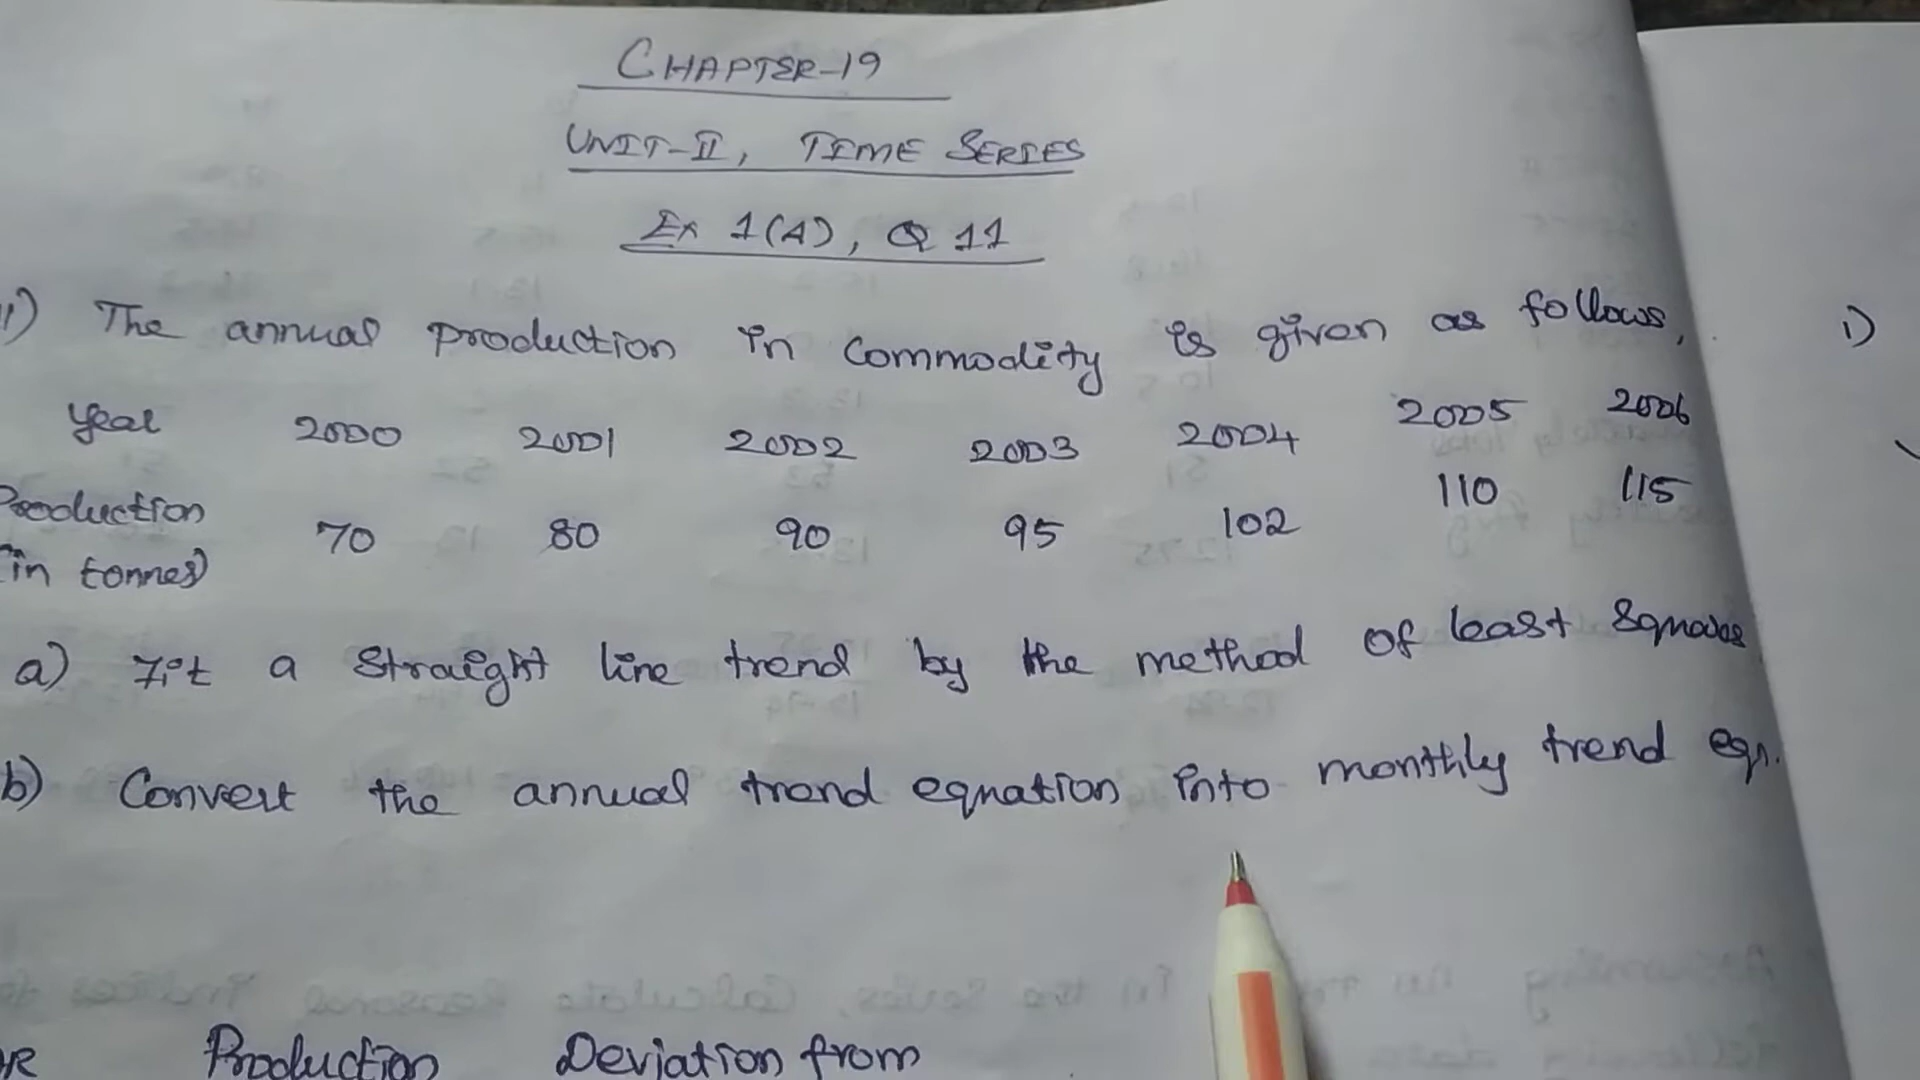 CHAPTER-19
UNIT-II, TIME SERIES
Ex 1(A), Q 11
11) The annual production in commodity is given as follows,
year 2000 2001 2002 2003 2004 2005 2006
Production 70 80 90 95 102 110 115
in tonnes)
a) Fit a straight line trend by the method of least squares
b) Convert the annual trend equation into monthly trend eqn.
Production Deviation from
1)